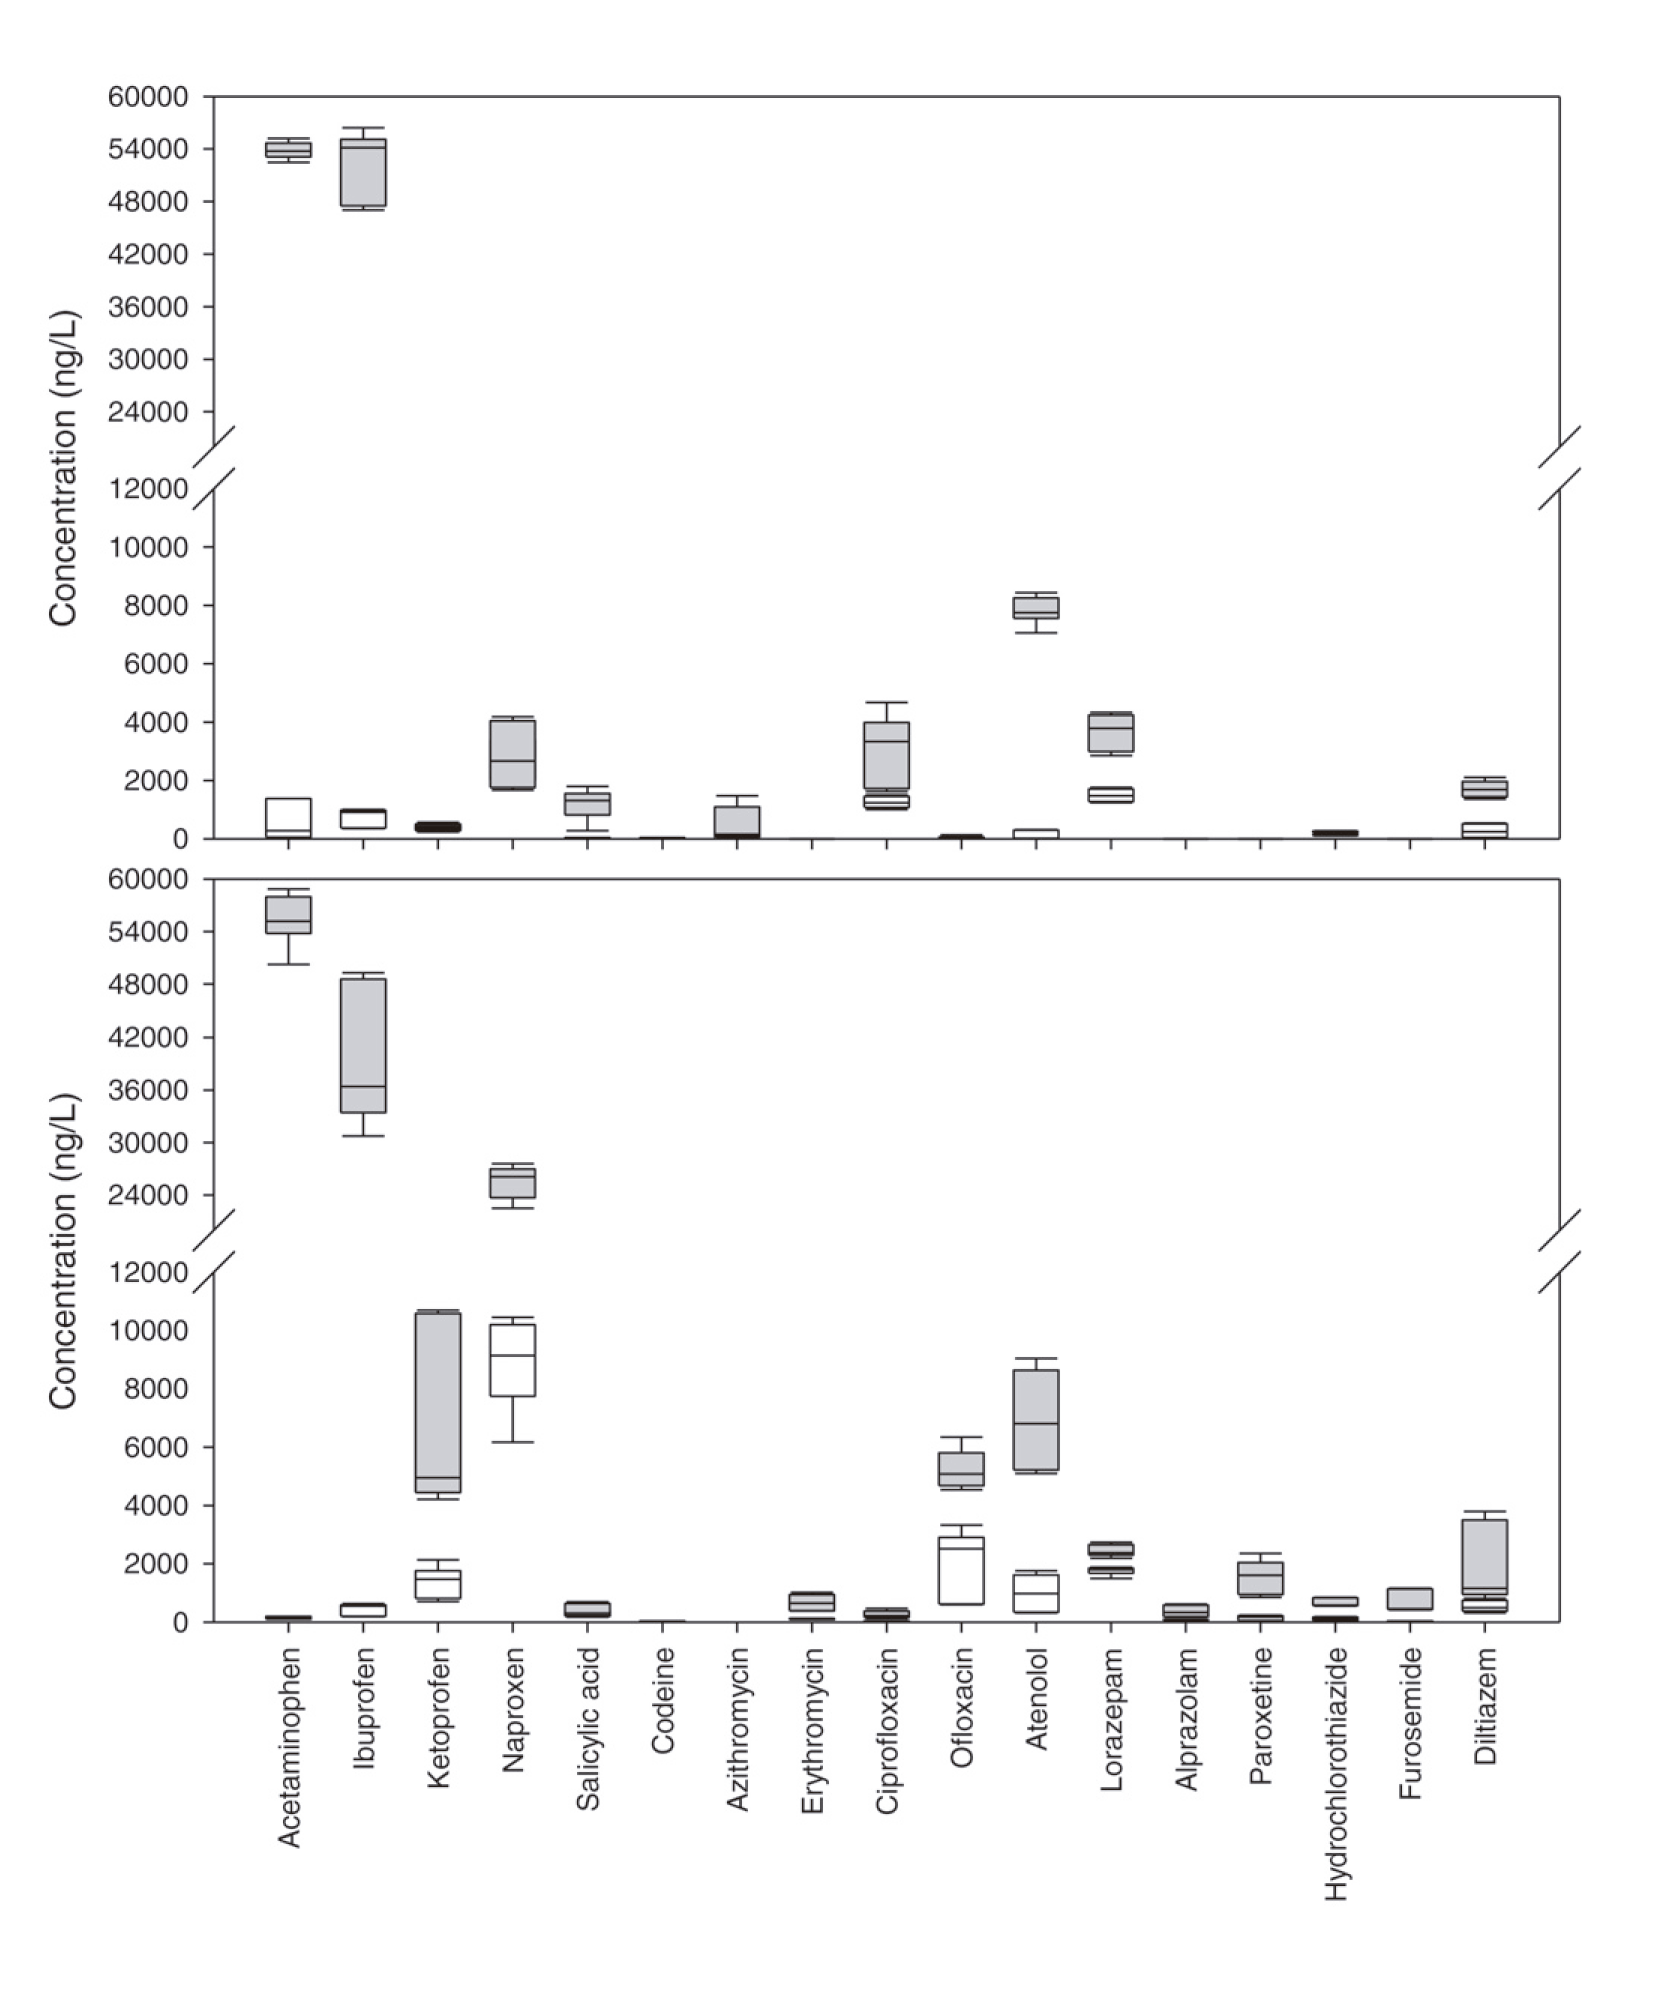 60000
54000
48000
42000
36000
30000
24000
12000
10000
8000
6000
4000
2000
0
Concentration (ng/L)
60000
54000
48000
42000
36000
30000
24000
12000
10000
8000
6000
4000
2000
0
Concentration (ng/L)
Acetaminophen
Ibuprofen
Ketoprofen
Naproxen
Salicylic acid
Codeine
Azithromycin
Erythromycin
Ciprofloxacin
Ofloxacin
Atenolol
Lorazepam
Alprazolam
Paroxetine
Hydrochlorothiazide
Furosemide
Diltiazem